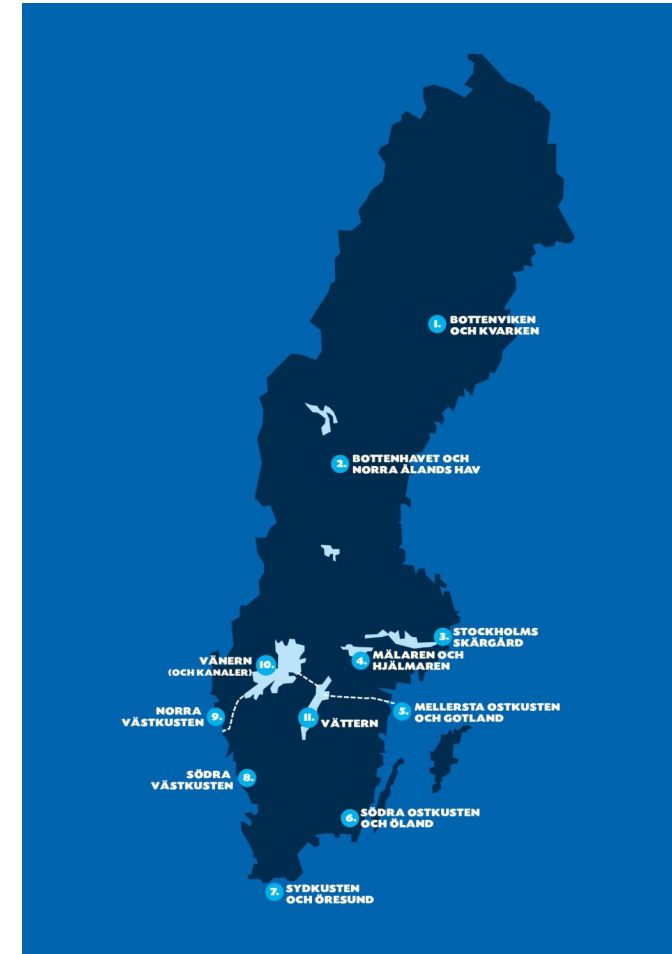 1. BOTTENVIKEN
OCH KVARKEN
2. BOTTENHAVET OCH
NORRA ÅLANDS HAV
3. STOCKHOLMS
SKÄRGÅRD
4. MÄLAREN OCH
HJÄLMAREN
5. MELLERSTA OSTKUSTEN
OCH GOTLAND
6. SÖDRA OSTKUSTEN
OCH ÖLAND
7. SYDKUSTEN
OCH ÖRESUND
SÖDRA 8.
VÄSTKUSTEN
NORRA 9.
VÄSTKUSTEN
VÄNERN 10.
(OCH KANALER)
11. VÄTTERN